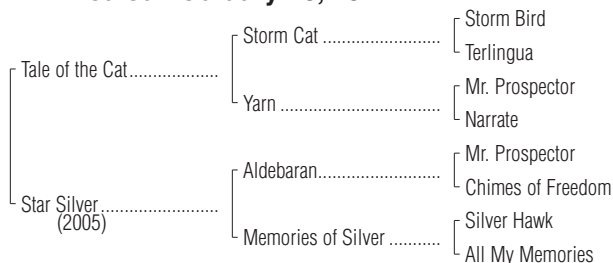 Storm Bird
Storm Cat ..............................
Terlingua
Tale of the Cat..................
Mr. Prospector
Yarn ................................
Narrate
Mr. Prospector
Aldebaran........................
Chimes of Freedom
Star Silver........................
(2005)
Silver Hawk
Memories of Silver ..........
All My Memories